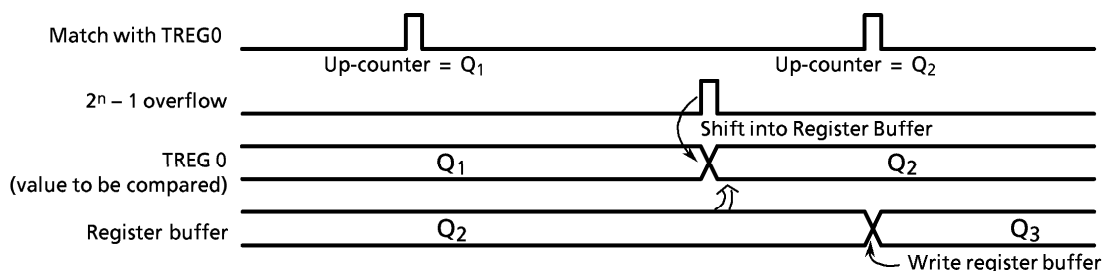 Match with TREG0
Up-counter = Q1
Up-counter = Q2
2ⁿ – 1 overflow
Shift into Register Buffer
TREG 0
(value to be compared)
Q1
Q2
Register buffer
Q2
Q3
Write register buffer